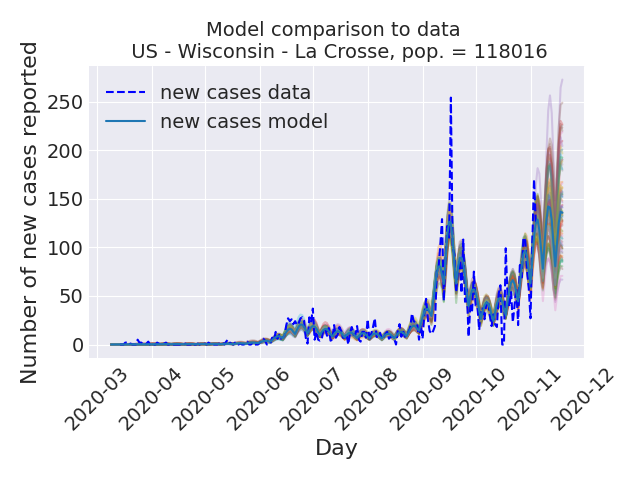 Model comparison to data
US - Wisconsin - La Crosse, pop. = 118016
Number of new cases reported
250
200
150
100
50
0
new cases data
new cases model
2020-03
2020-04
2020-05
2020-06
2020-07
2020-08
2020-09
2020-10
2020-11
2020-12
Day